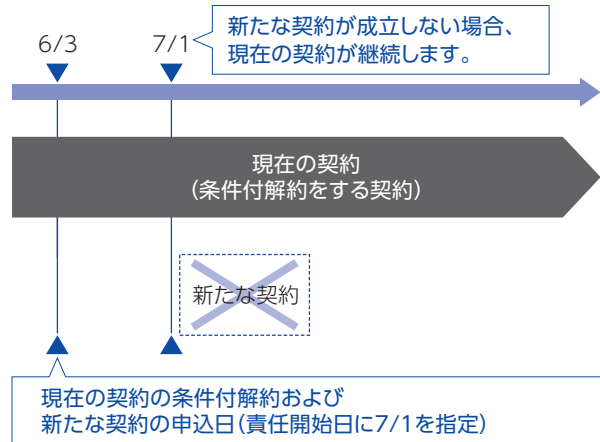 6/3
7/1
新たな契約が成立しない場合、
現在の契約が継続します。
現在の契約
（条件付解約をする契約）
新たな契約
現在の契約の条件付解約および
新たな契約の申込日（責任開始日に7/1を指定）